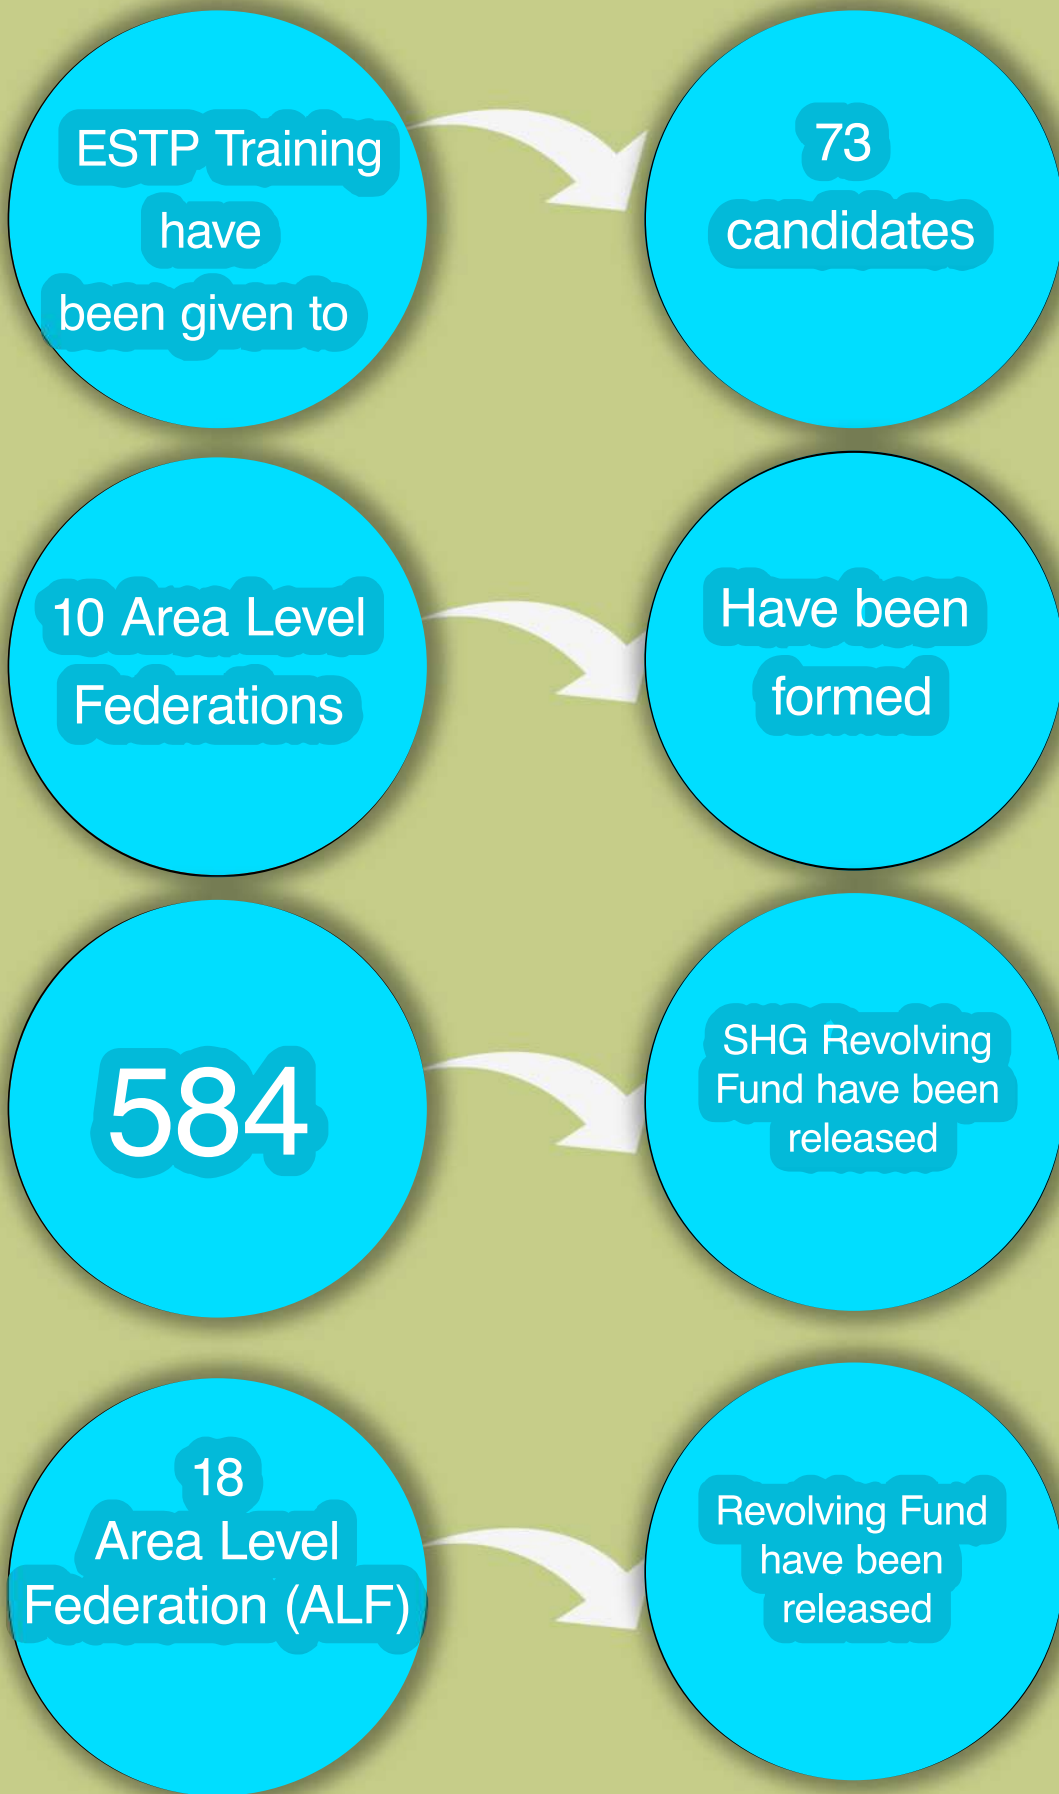 ESTP Training
have
been given to
73
candidates
10 Area Level
Federations
Have been
formed
584
SHG Revolving
Fund have been
released
18
Area Level
Federation (ALF)
Revolving Fund
have been
released